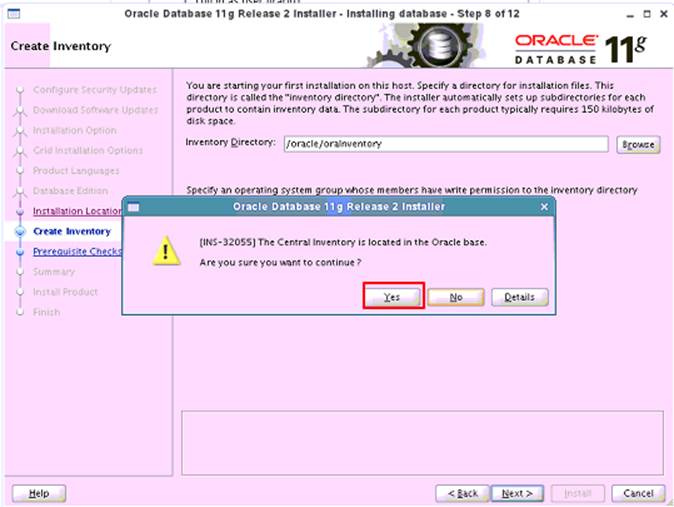 Oracle Database 11g Release 2 Installer - Installing database - Step 8 of 12
Create Inventory
ORACLE
DATABASE 11g
Configure Security Updates
Download Software Updates
Installation Option
Grid Installation Options
Product Languages
Database Edition
Installation Location
Create Inventory
Prerequisite Checks
Summary
Install Product
Finish
You are starting your first installation on this host. Specify a directory for installation files. This
directory is called the "inventory directory". The installer automatically sets up subdirectories for each
product to contain inventory data. The subdirectory for each product typically requires 150 kilobytes of
disk space.
Inventory Directory: /oracle/oraInventory Browse
Specify an operating system group whose members have write permission to the inventory directory
Oracle Database 11g Release 2 Installer
[INS-32055] The Central Inventory is located in the Oracle base.
Are you sure you want to continue?
Yes No Details
Help < Back Next > Install Cancel